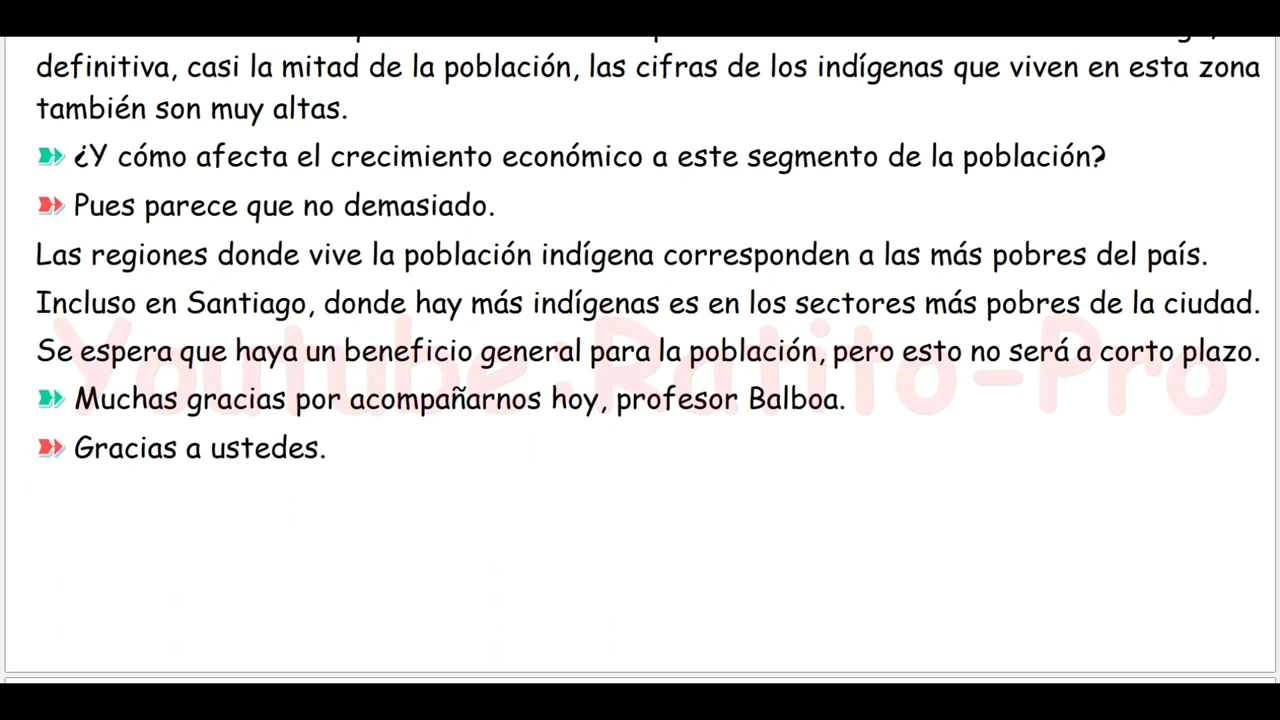 definitiva, casi la mitad de la población, las cifras de los indígenas que viven en esta zona
también son muy altas.
¿Y cómo afecta el crecimiento económico a este segmento de la población?
Pues parece que no demasiado.
Las regiones donde vive la población indígena corresponden a las más pobres del país.
Incluso en Santiago, donde hay más indígenas es en los sectores más pobres de la ciudad.
Se espera que haya un beneficio general para la población, pero esto no será a corto plazo.
Youtube:Ralito-Pro
Muchas gracias por acompañarnos hoy, profesor Balboa.
Gracias a ustedes.